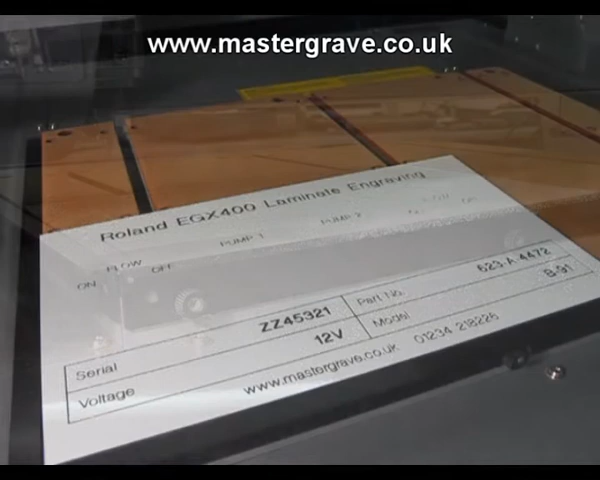 www.mastergrave.co.uk
Roland EGX400 Laminate Engraving
PUMP 1 PUMP 2
FLOW
ON OFF
Serial ZZ45321 Part No. 623-A-4472
Voltage 12V Model B-91
www.mastergrave.co.uk 01234 218226